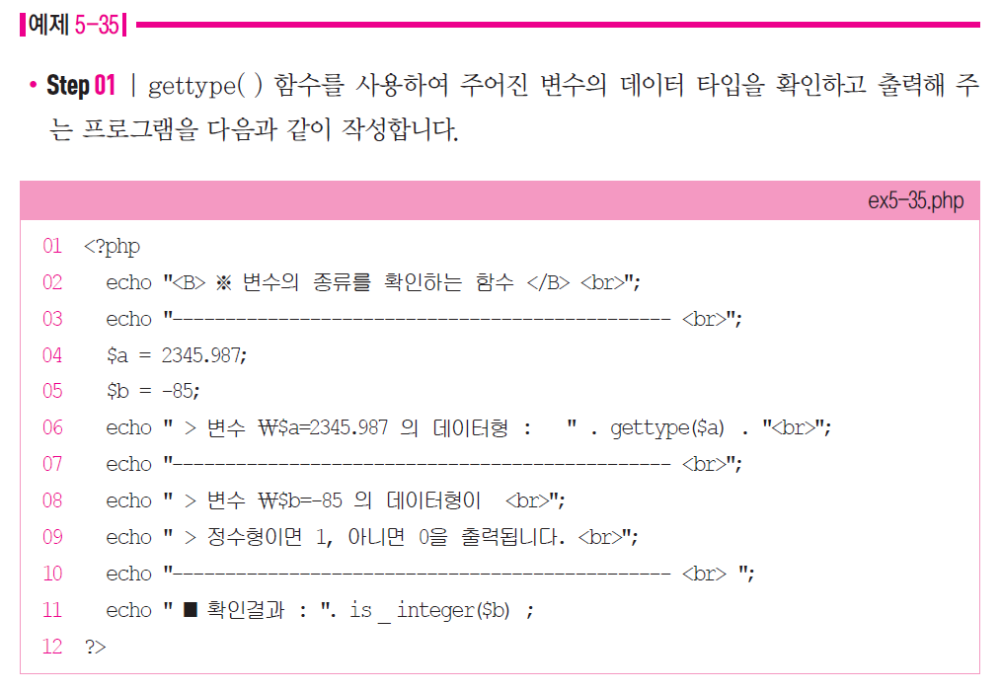 예제 5-35
• Step 01 | gettype( ) 함수를 사용하여 주어진 변수의 데이터 타입을 확인하고 출력해 주
는 프로그램을 다음과 같이 작성합니다.
ex5-35.php
01 <?php
02 echo "<B> ※ 변수의 종류를 확인하는 함수 </B> <br>";
03 echo "----------------------------------------------- <br>";
04 $a = 2345.987;
05 $b = -85;
06 echo " > 변수 ₩$a=2345.987 의 데이터형 : " . gettype($a) . "<br>";
07 echo "----------------------------------------------- <br>";
08 echo " > 변수 ₩$b=-85 의 데이터형이 <br>";
09 echo " > 정수형이면 1, 아니면 0을 출력됩니다. <br>";
10 echo "----------------------------------------------- <br> ";
11 echo " ■ 확인결과 : ". is_integer($b) ;
12 ?>